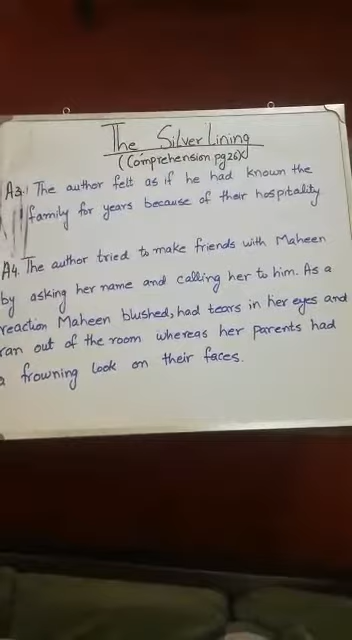 The Silver Lining
(Comprehension pg26)
A3. The author felt as if he had known the
family for years because of their hospitality
A4. The author tried to make friends with Maheen
by asking her name and calling her to him. As a
reaction Maheen blushed, had tears in her eyes and
ran out of the room whereas her parents had
a frowning look on their faces.